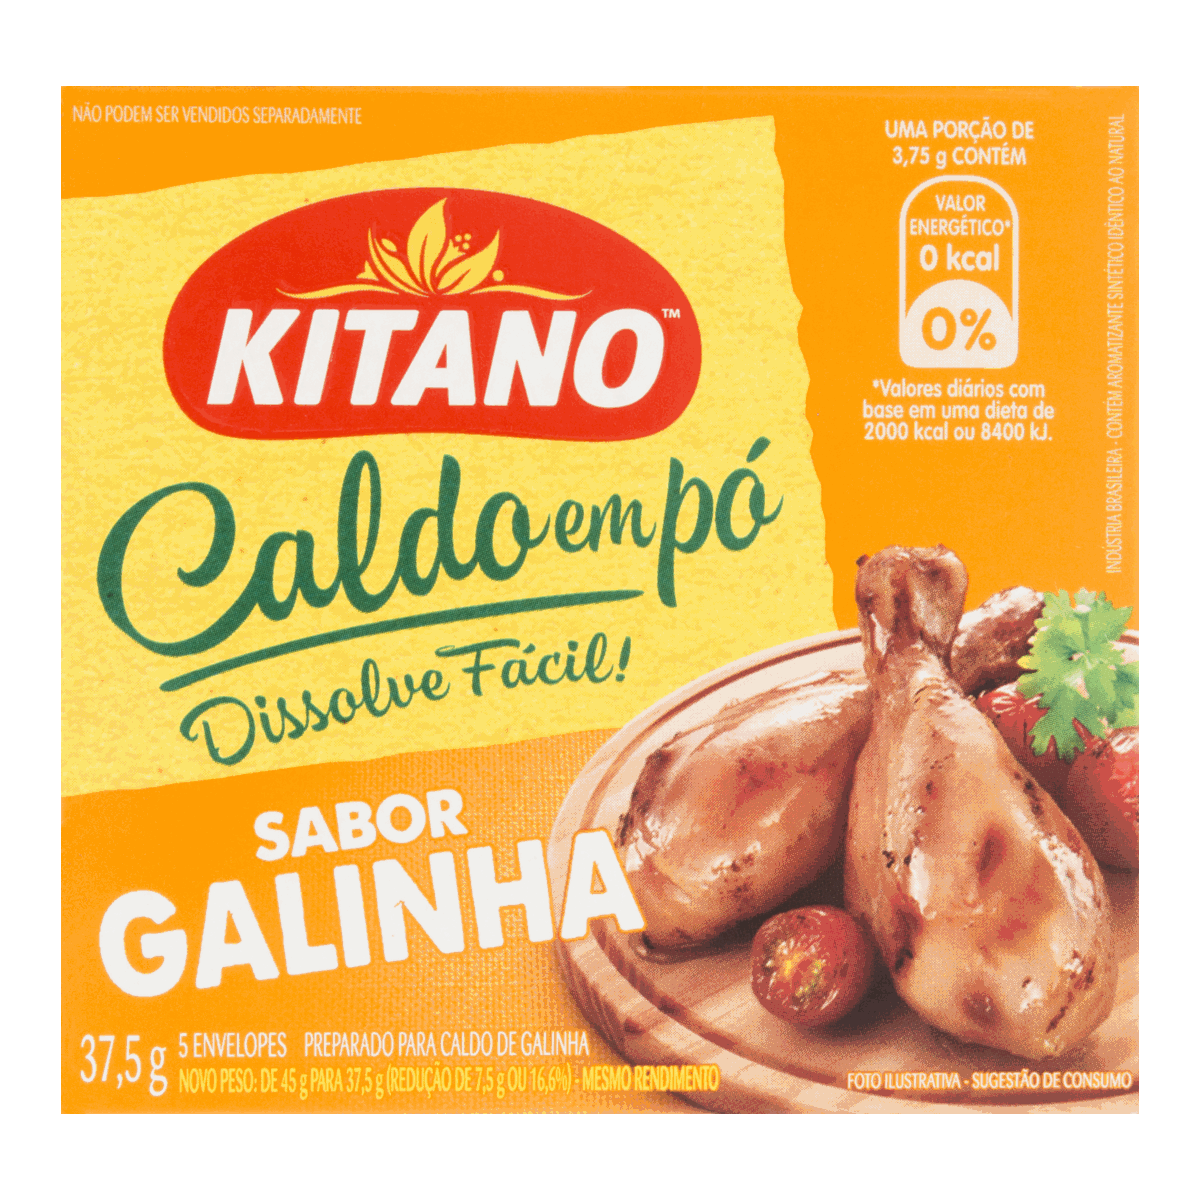 NÃO PODEM SER VENDIDOS SEPARADAMENTE
UMA PORÇÃO DE
3,75 g CONTÉM
VALOR
ENERGÉTICO*
0 kcal
0%
*Valores diários com
base em uma dieta de
2000 kcal ou 8400 kJ.
INDÚSTRIA BRASILEIRA - CONTÉM AROMATIZANTE SINTÉTICO IDÊNTICO AO NATURAL
KITANO™
Caldo em pó
Dissolve Fácil!
SABOR
GALINHA
37,5 g
5 ENVELOPES PREPARADO PARA CALDO DE GALINHA
NOVO PESO: DE 45 g PARA 37,5 g (REDUÇÃO DE 7,5 g OU 16,6%) - MESMO RENDIMENTO
FOTO ILUSTRATIVA - SUGESTÃO DE CONSUMO